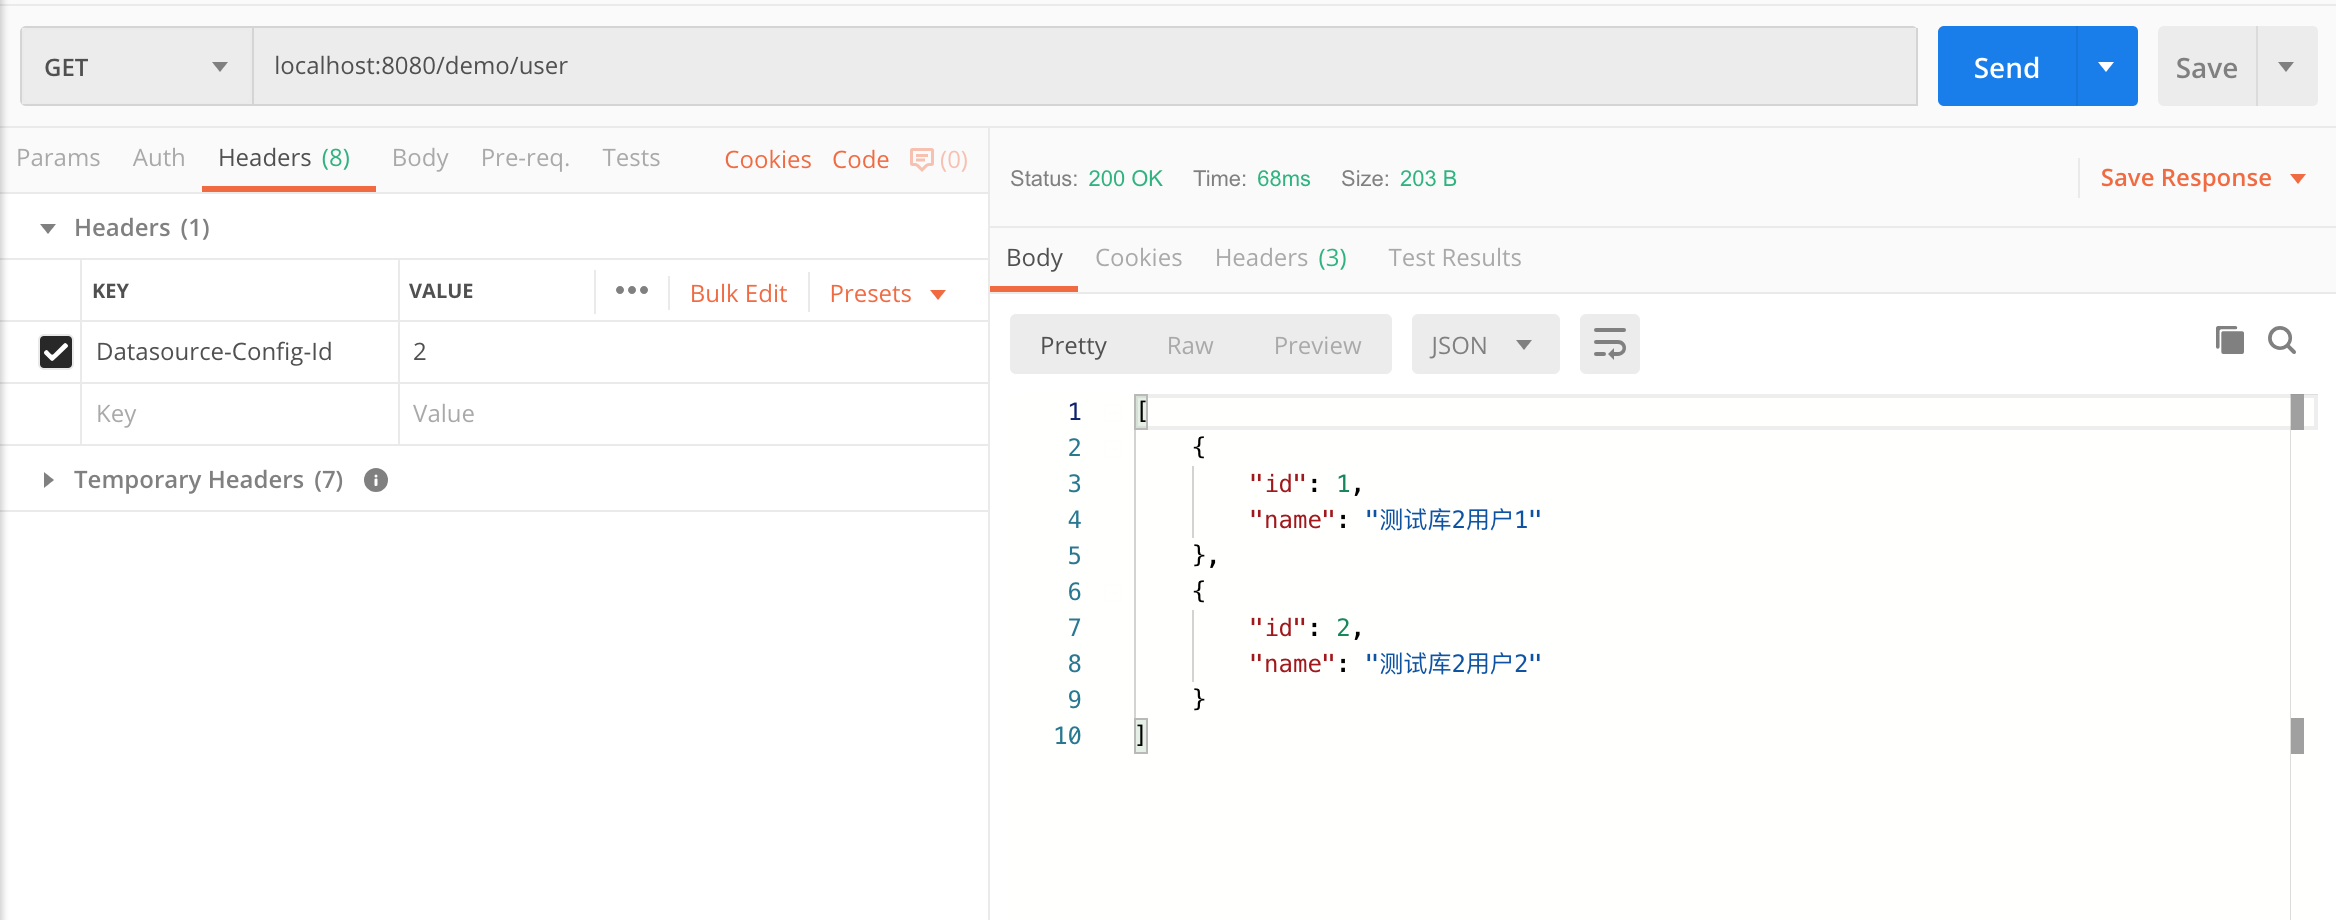 GET localhost:8080/demo/user Send Save
Params Auth Headers (8) Body Pre-req. Tests Cookies Code (0)
Headers (1)
KEY VALUE ••• Bulk Edit Presets
Datasource-Config-Id 2
Key Value
Temporary Headers (7) i
Status: 200 OK Time: 68ms Size: 203 B Save Response
Body Cookies Headers (3) Test Results
Pretty Raw Preview JSON
1 [
2 {
3 "id": 1,
4 "name": "测试库2用户1"
5 },
6 {
7 "id": 2,
8 "name": "测试库2用户2"
9 }
10 ]